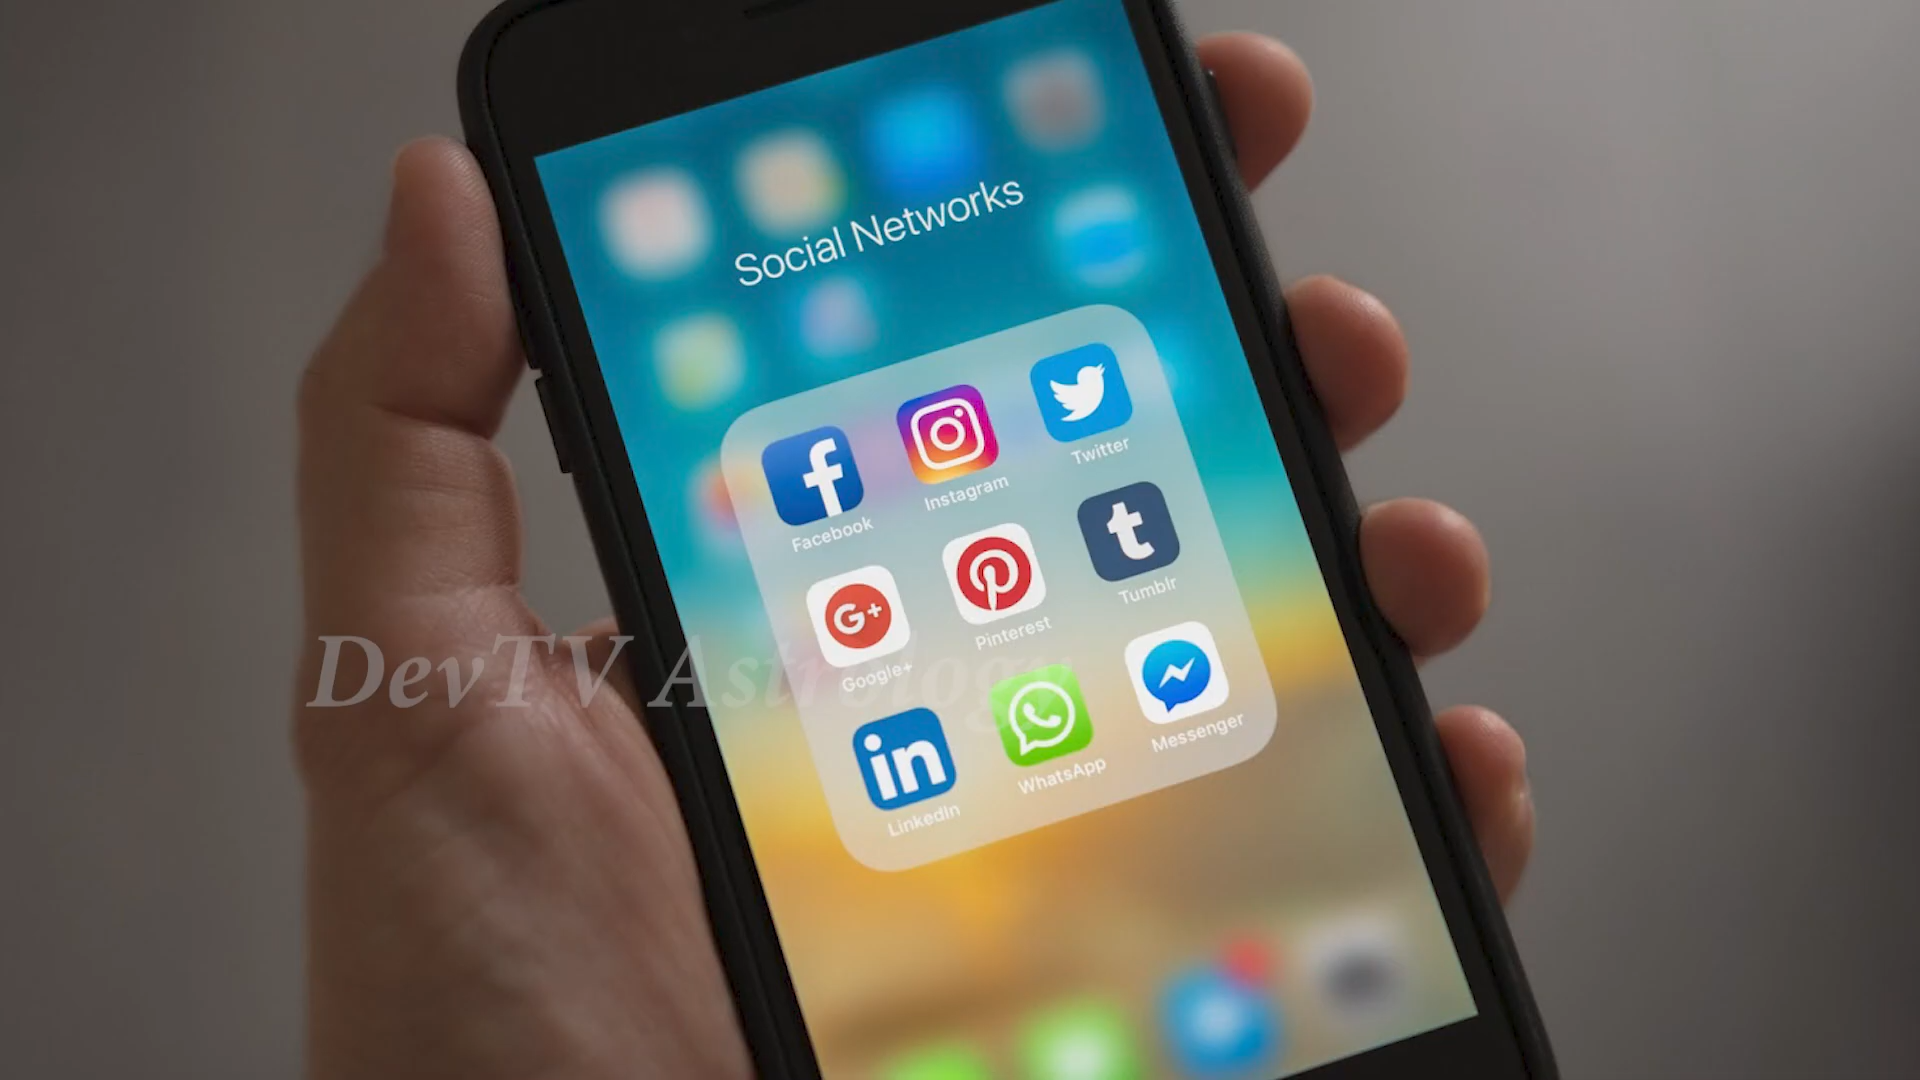 Social Networks
Facebook
Instagram
Twitter
Google+
Pinterest
Tumblr
LinkedIn
WhatsApp
Messenger
DevTV Astrology